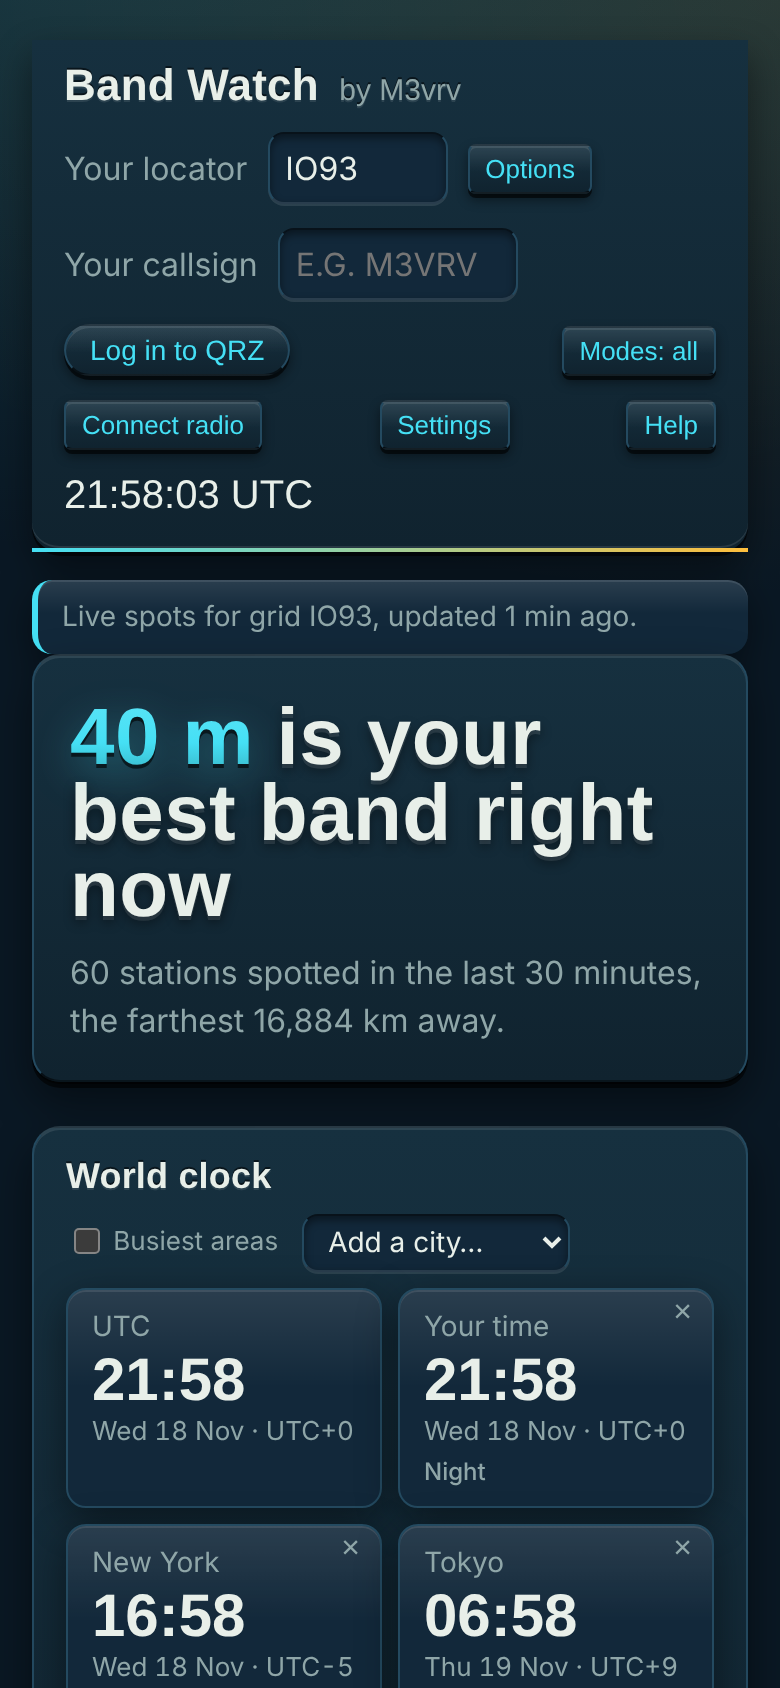 Band Watch by M3vrv
Your locator IO93 Options
Your callsign E.G. M3VRV
Log in to QRZ Modes: all
Connect radio Settings Help
21:58:03 UTC
Live spots for grid IO93, updated 1 min ago.
40 m is your
best band right
now
60 stations spotted in the last 30 minutes,
the farthest 16,884 km away.
World clock
Busiest areas Add a city...
UTC
21:58
Wed 18 Nov · UTC+0
Your time ×
21:58
Wed 18 Nov · UTC+0
Night
New York ×
16:58
Wed 18 Nov · UTC-5
Tokyo ×
06:58
Thu 19 Nov · UTC+9